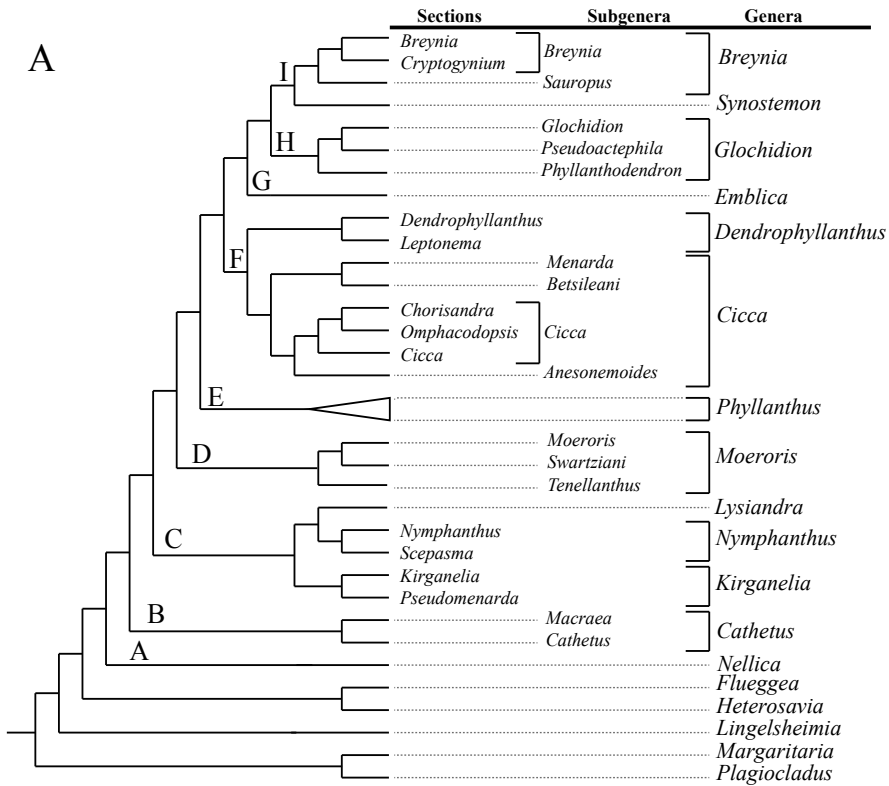 A
Sections Subgenera Genera
Breynia
Cryptogynium
Breynia
Sauropus
Breynia
I
Synostemon
Glochidion
H
Pseudoactephila
Phyllanthodendron
Glochidion
G
Emblica
Dendrophyllanthus
Leptonema
Dendrophyllanthus
F
Menarda
Betsileani
Chorisandra
Omphacodopsis
Cicca
Cicca
Anesonemoides
Cicca
E
Phyllanthus
D
Moeroris
Swartziani
Tenellanthus
Moeroris
Lysiandra
C
Nymphanthus
Scepasma
Nymphanthus
Kirganelia
Pseudomenarda
Kirganelia
B
Macraea
Cathetus
Cathetus
A
Nellica
Flueggea
Heterosavia
Lingelsheimia
Margaritaria
Plagiocladus